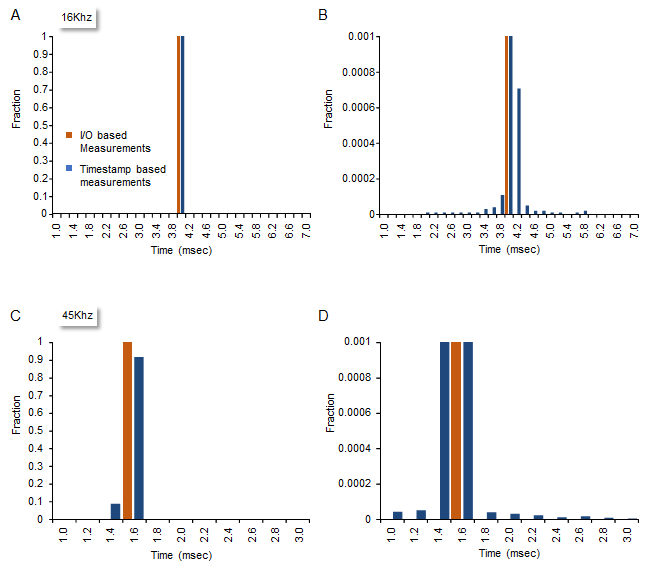 A
16Khz
Fraction
1
0.9
0.8
0.7
0.6
0.5
0.4
0.3
0.2
0.1
0
I/O based
Measurements
Timestamp based
measurements
1.0 1.4 1.8 2.2 2.6 3.0 3.4 3.8 4.2 4.6 5.0 5.4 5.8 6.2 6.6 7.0
Time (msec)
B
Fraction
0.001
0.0008
0.0006
0.0004
0.0002
0
1.0 1.4 1.8 2.2 2.6 3.0 3.4 3.8 4.2 4.6 5.0 5.4 5.8 6.2 6.6 7.0
Time (msec)
C
45Khz
Fraction
1
0.9
0.8
0.7
0.6
0.5
0.4
0.3
0.2
0.1
0
1.0 1.2 1.4 1.6 1.8 2.0 2.2 2.4 2.6 2.8 3.0
Time (msec)
D
Fraction
0.001
0.0008
0.0006
0.0004
0.0002
0
1.0 1.2 1.4 1.6 1.8 2.0 2.2 2.4 2.6 2.8 3.0
Time (msec)